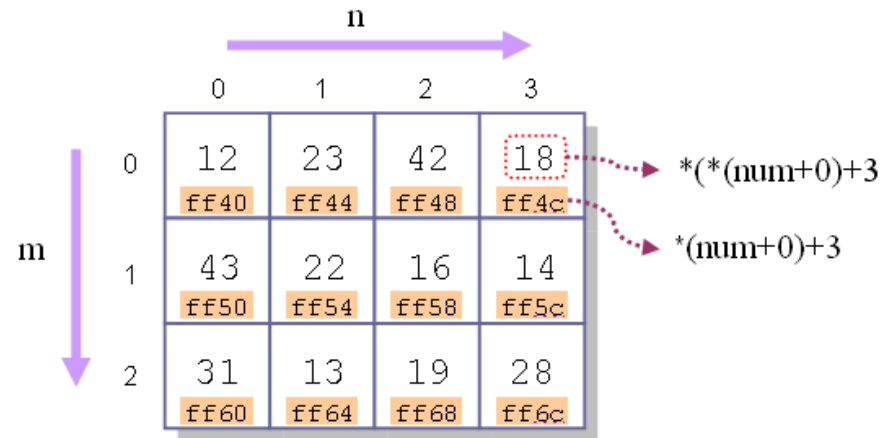 n
0 1 2 3
0 12 23 42 18 *(*(num+0)+3
ff40 ff44 ff48 ff4c
*(num+0)+3
m
1 43 22 16 14
ff50 ff54 ff58 ff5c
2 31 13 19 28
ff60 ff64 ff68 ff6c